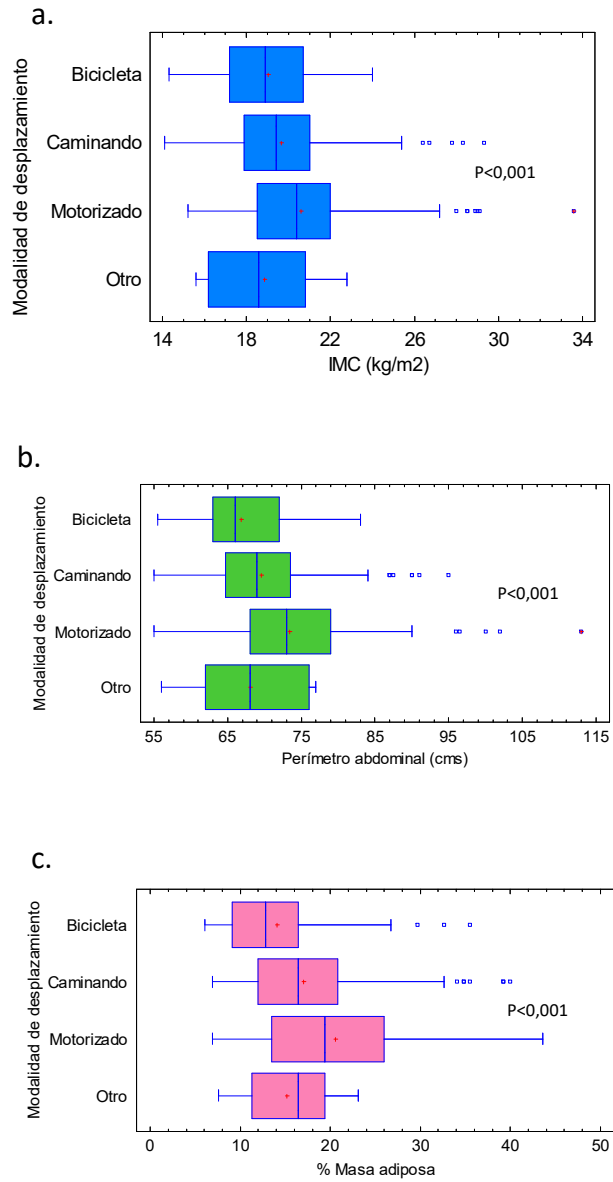 a.
Modalidad de desplazamiento
Bicicleta
Caminando
Motorizado
Otro
P<0,001
14 18 22 26 30 34
IMC (kg/m2)
b.
Modalidad de desplazamiento
Bicicleta
Caminando
Motorizado
Otro
P<0,001
55 65 75 85 95 105 115
Perímetro abdominal (cms)
c.
Modalidad de desplazamiento
Bicicleta
Caminando
Motorizado
Otro
P<0,001
0 10 20 30 40 50
% Masa adiposa